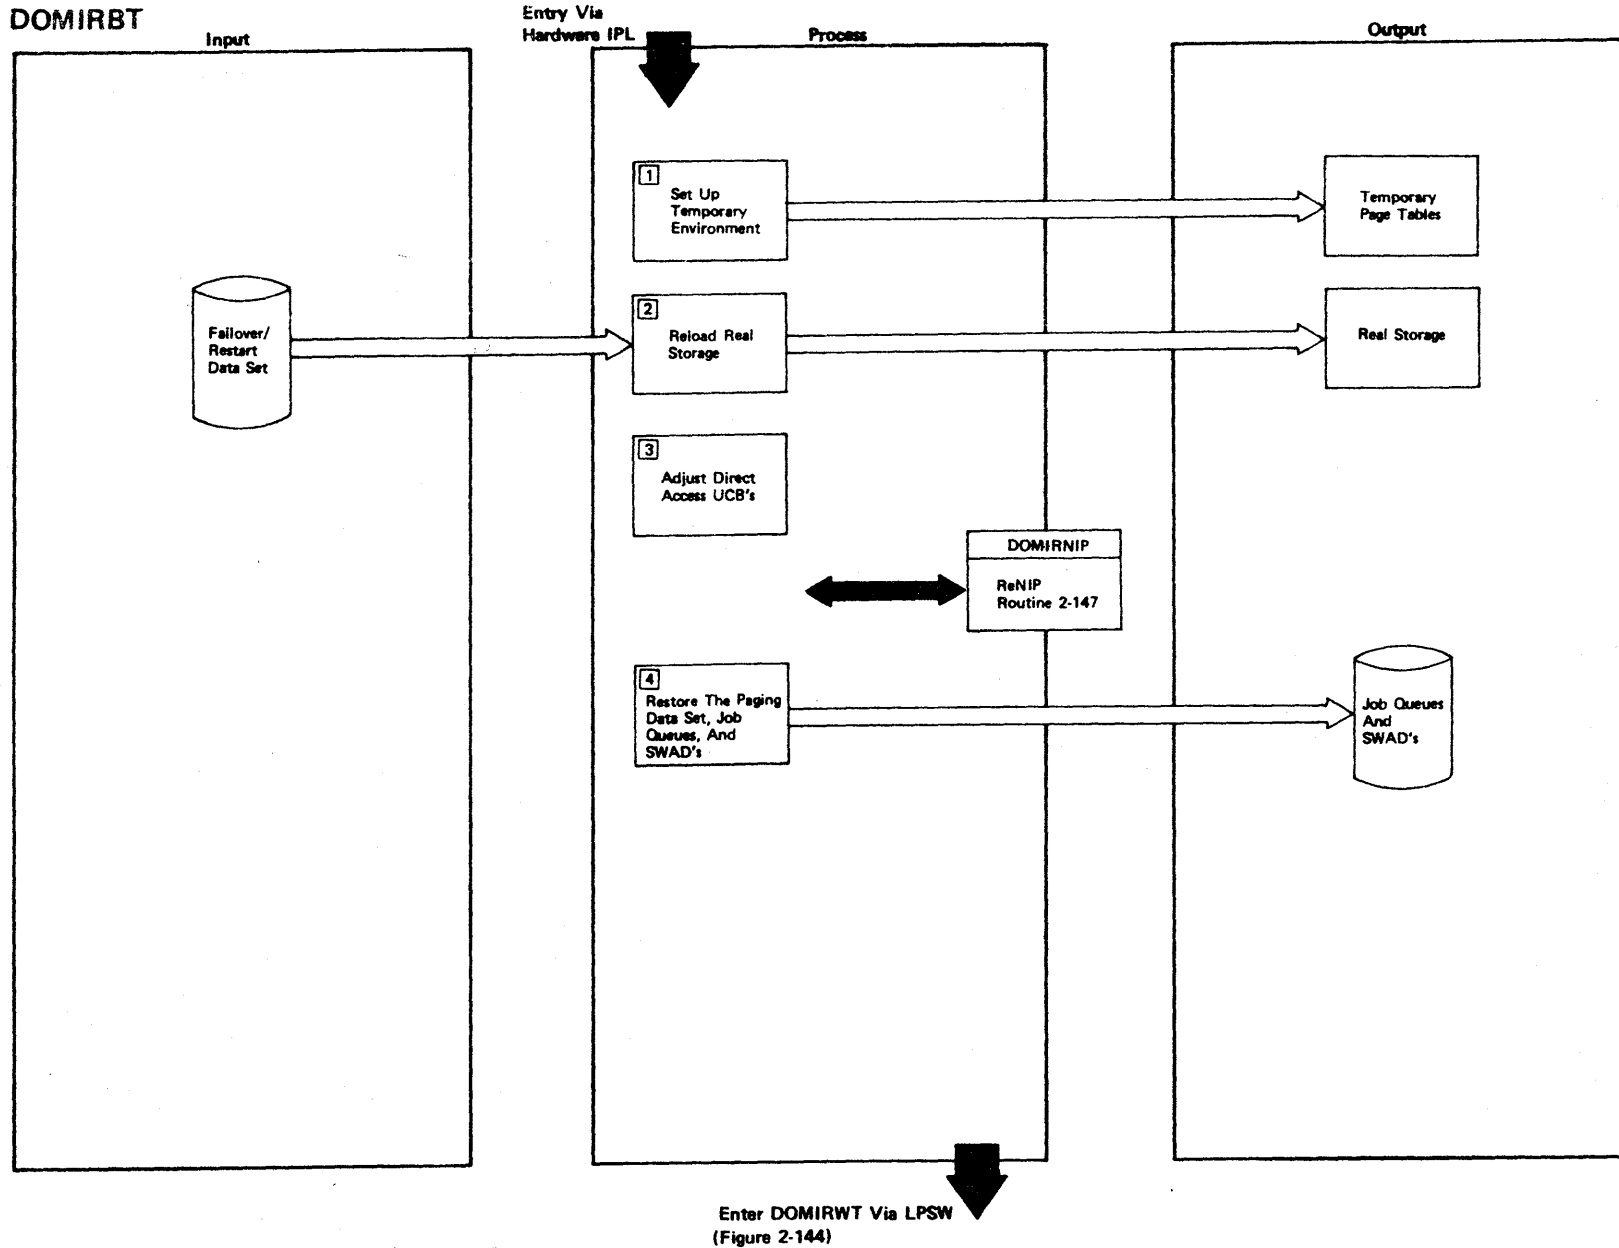 DOMIRBT
Input
Entry Via
Hardware IPL
Process
Output
1
Set Up
Temporary
Environment
Temporary
Page Tables
Failover/
Restart
Data Set
2
Reload Real
Storage
Real Storage
3
Adjust Direct
Access UCB's
DOMIRNIP
ReNIP
Routine 2-147
4
Restore The Paging
Data Set, Job
Queues, And
SWAD's
Job Queues
And
SWAD's
Enter DOMIRWT Via LPSW
(Figure 2-144)